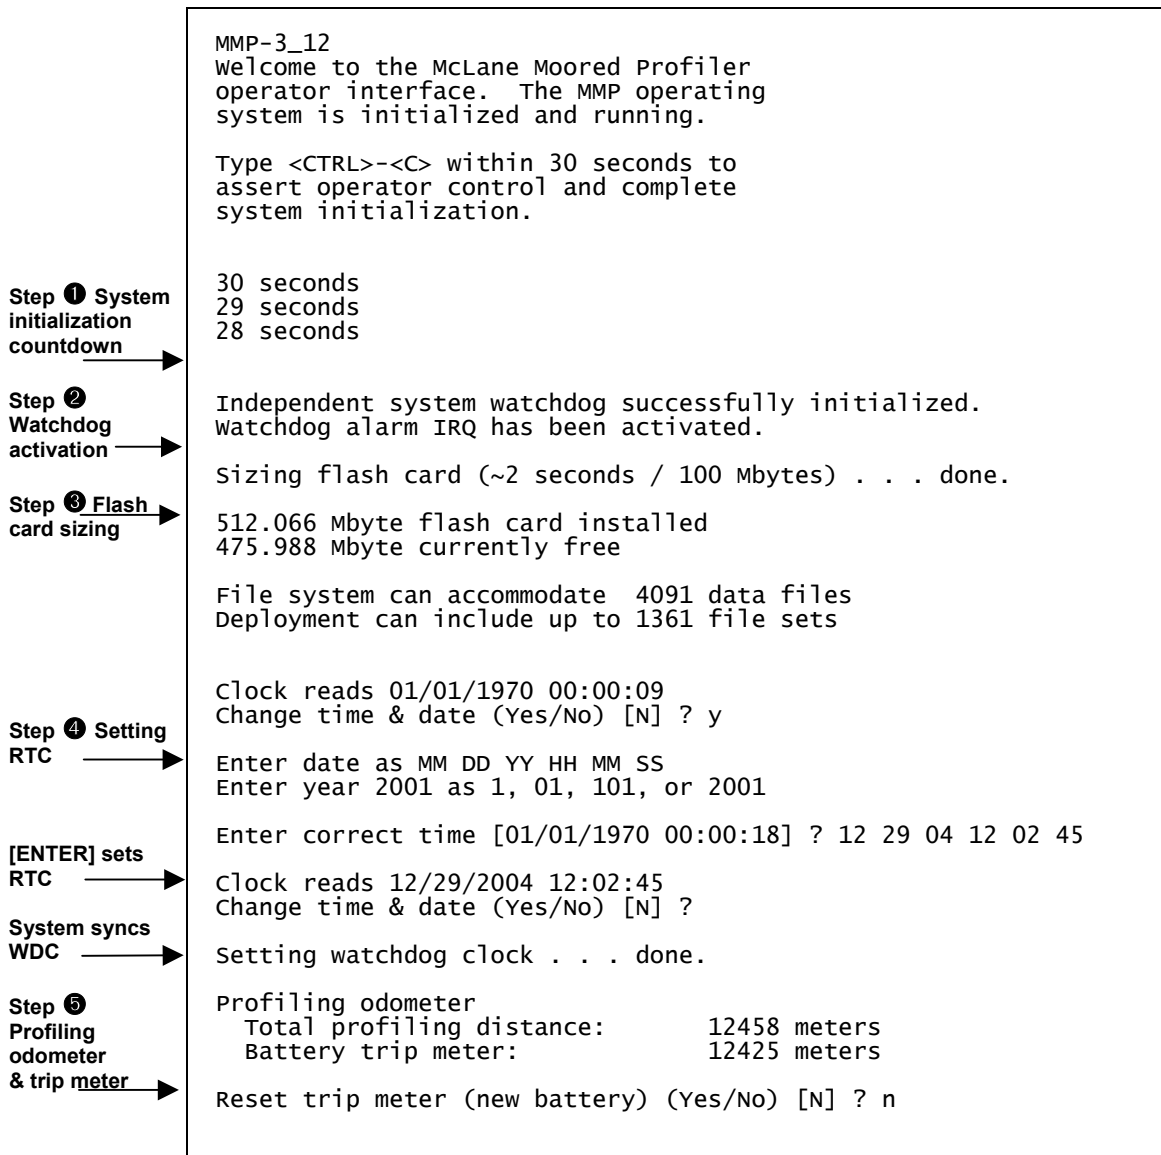 MMP-3_12
Welcome to the McLane Moored Profiler
operator interface.  The MMP operating
system is initialized and running.
Type <CTRL>-<C> within 30 seconds to
assert operator control and complete
system initialization.
Step ❶ System
initialization
countdown
30 seconds
29 seconds
28 seconds
Step ❷
Watchdog
activation
Independent system watchdog successfully initialized.
Watchdog alarm IRQ has been activated.
Sizing flash card (~2 seconds / 100 Mbytes) . . . done.
Step ❸ Flash
card sizing
512.066 Mbyte flash card installed
475.988 Mbyte currently free
File system can accommodate  4091 data files
Deployment can include up to 1361 file sets
Clock reads 01/01/1970 00:00:09
Change time & date (Yes/No) [N] ? y
Step ❹ Setting
RTC
Enter date as MM DD YY HH MM SS
Enter year 2001 as 1, 01, 101, or 2001
Enter correct time [01/01/1970 00:00:18] ? 12 29 04 12 02 45
[ENTER] sets
RTC
Clock reads 12/29/2004 12:02:45
Change time & date (Yes/No) [N] ?
System syncs
WDC
Setting watchdog clock . . . done.
Step ❺
Profiling
odometer
& trip meter
Profiling odometer
Total profiling distance:       12458 meters
Battery trip meter:             12425 meters
Reset trip meter (new battery) (Yes/No) [N] ? n